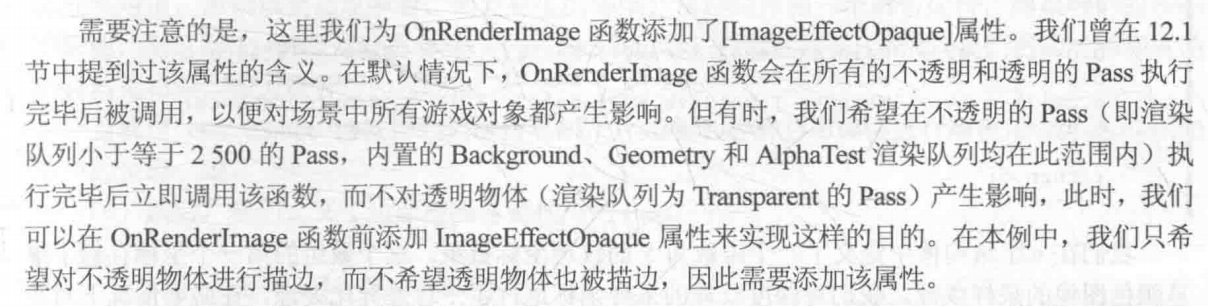 需要注意的是，这里我们为 OnRenderImage 函数添加了[ImageEffectOpaque]属性。我们曾在 12.1
节中提到过该属性的含义。在默认情况下，OnRenderImage 函数会在所有的不透明和透明的 Pass 执行
完毕后被调用，以便对场景中所有游戏对象都产生影响。但有时，我们希望在不透明的 Pass（即渲染
队列小于等于 2 500 的 Pass，内置的 Background、Geometry 和 AlphaTest 渲染队列均在此范围内）执
行完毕后立即调用该函数，而不对透明物体（渲染队列为 Transparent 的 Pass）产生影响，此时，我们
可以在 OnRenderImage 函数前添加 ImageEffectOpaque 属性来实现这样的目的。在本例中，我们只希
望对不透明物体进行描边，而不希望透明物体也被描边，因此需要添加该属性。